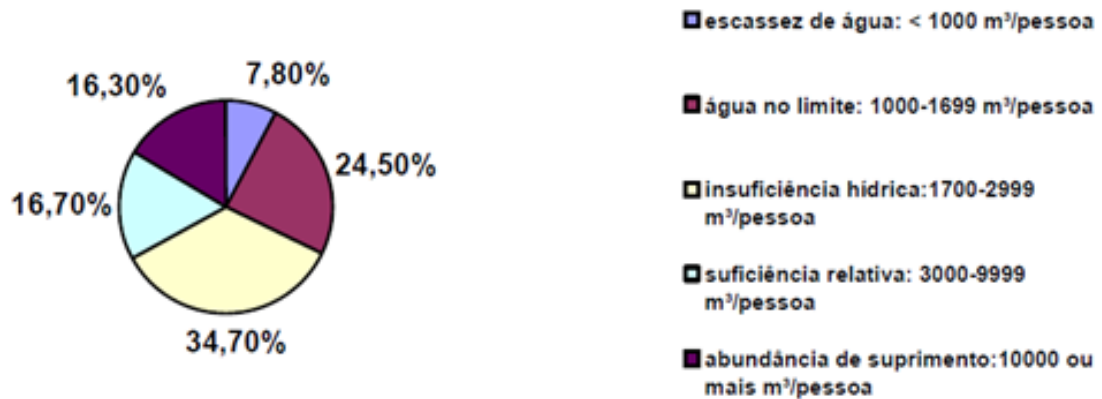 7,80%
16,30%
24,50%
16,70%
34,70%
escassez de água: < 1000 m³/pessoa
água no limite: 1000-1699 m³/pessoa
insuficiência hídrica:1700-2999
m³/pessoa
suficiência relativa: 3000-9999
m³/pessoa
abundância de suprimento:10000 ou
mais m³/pessoa